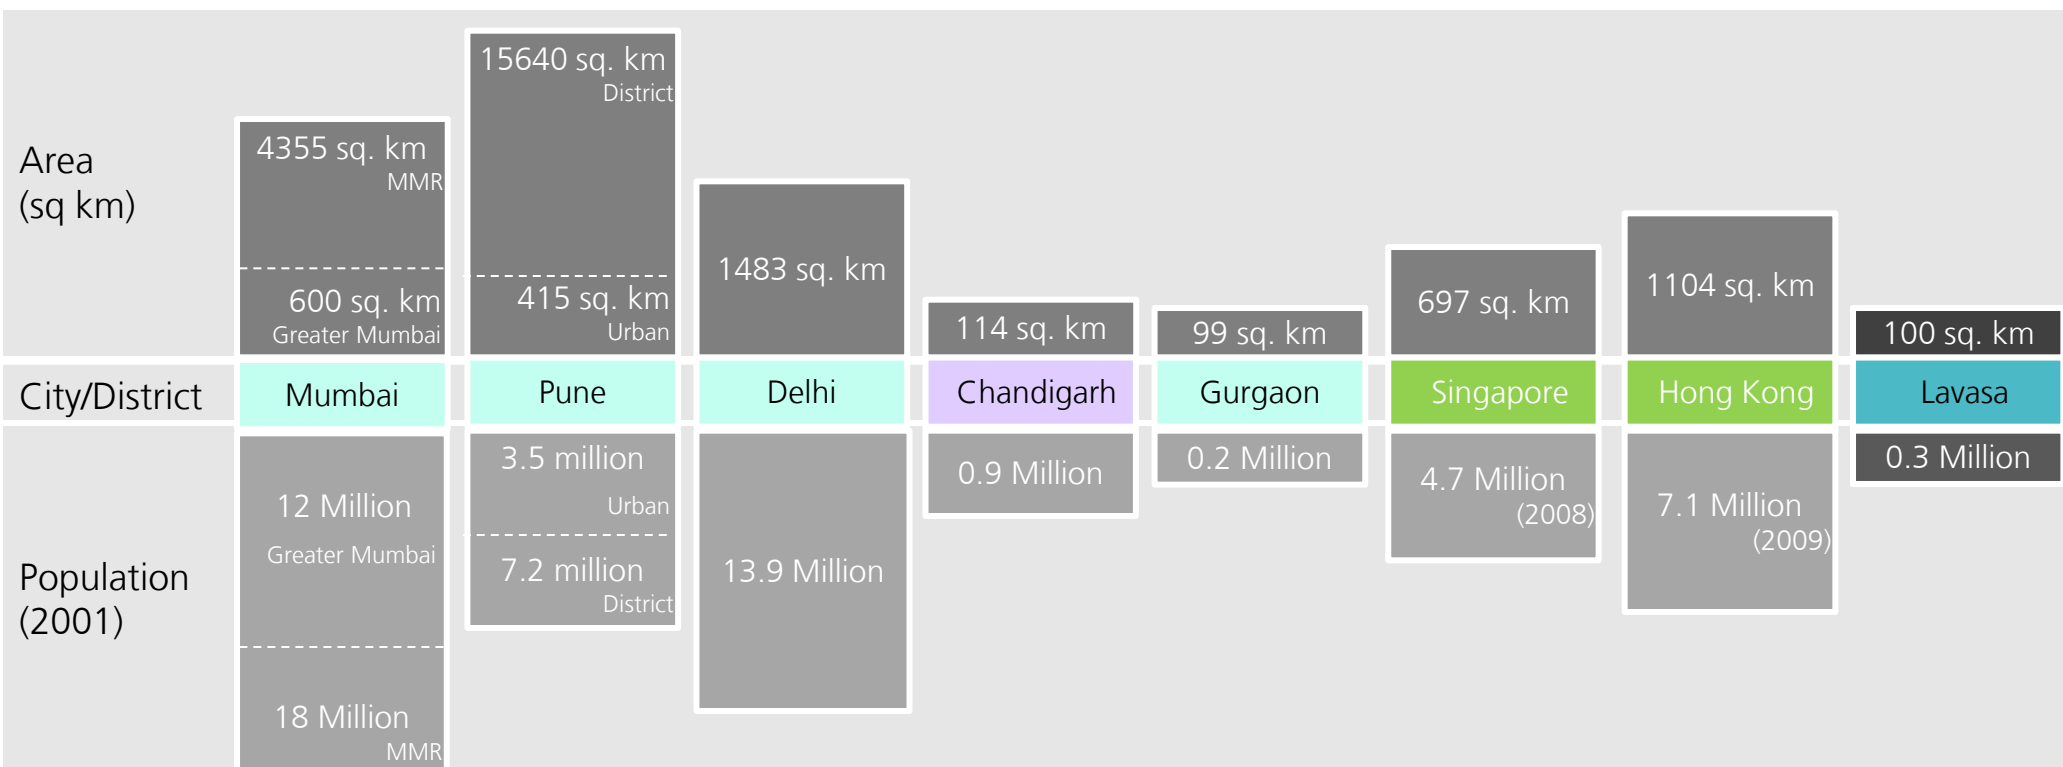 Area
(sq km)
4355 sq. km
MMR
600 sq. km
Greater Mumbai
15640 sq. km
District
415 sq. km
Urban
1483 sq. km
114 sq. km
99 sq. km
697 sq. km
1104 sq. km
100 sq. km
City/District
Mumbai
Pune
Delhi
Chandigarh
Gurgaon
Singapore
Hong Kong
Lavasa
Population
(2001)
12 Million
Greater Mumbai
18 Million
MMR
3.5 million
Urban
7.2 million
District
13.9 Million
0.9 Million
0.2 Million
4.7 Million
(2008)
7.1 Million
(2009)
0.3 Million